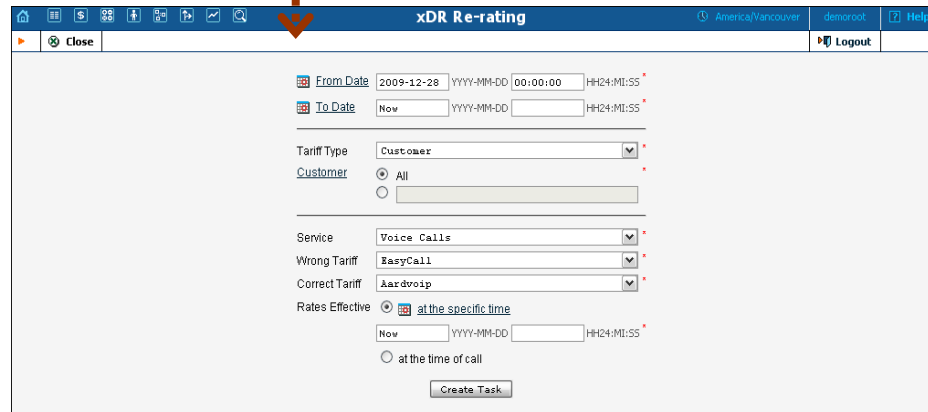 xDR Re-rating America/Vancouver demoroot ? Help
Close Logout
From Date 2009-12-28 YYYY-MM-DD 00:00:00 HH24:MI:SS *
To Date Now YYYY-MM-DD HH24:MI:SS *
Tariff Type Customer *
Customer All *
Service Voice Calls *
Wrong Tariff EasyCall *
Correct Tariff Aardvoip *
Rates Effective at the specific time
Now YYYY-MM-DD HH24:MI:SS *
at the time of call
Create Task